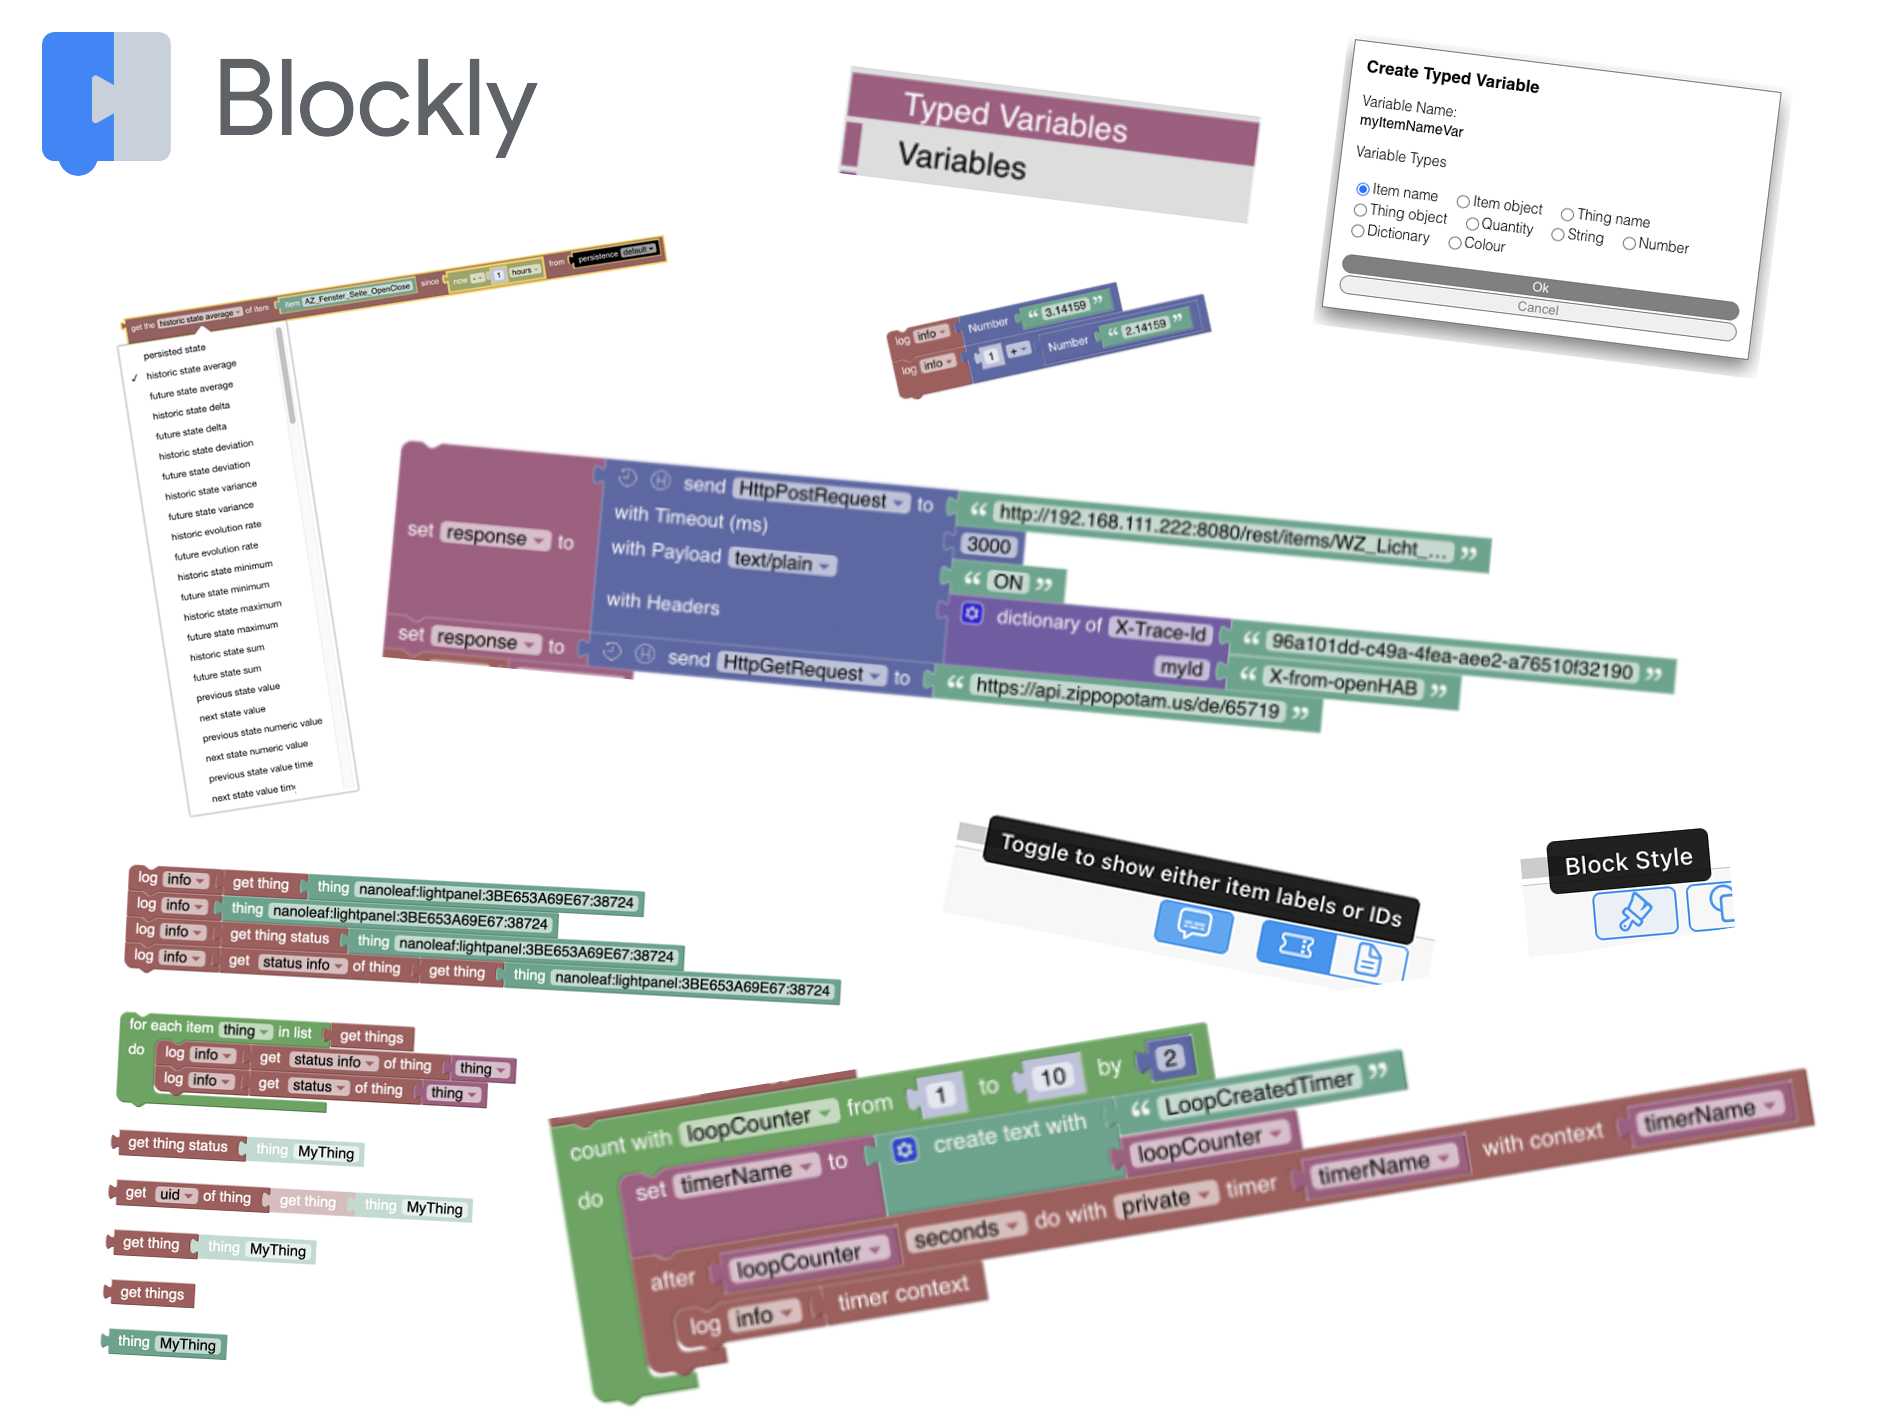 Blockly
Typed Variables
Variables
Create Typed Variable
Variable Name:
myItemNameVar
Variable Types
Item name Item object Thing name
Thing object Quantity String Number
Dictionary Colour
Ok
Cancel
get the historic state average of item item AZ_Fenster_Seite_OpenClose since now - 1 hours from persistence default
persisted state
✓ historic state average
future state average
historic state delta
future state delta
historic state deviation
future state deviation
historic state variance
future state variance
historic evolution rate
future evolution rate
historic state minimum
future state minimum
historic state maximum
future state maximum
historic state sum
future state sum
previous state value
next state value
previous state numeric value
next state numeric value
previous state value time
next state value time
log info Number “ 3.14159 ”
log info 1 + Number “ 2.14159 ”
set response to send HttpPostRequest to “ http://192.168.111.222:8080/rest/items/WZ_Licht_... ”
with Timeout (ms) 3000
with Payload text/plain “ ON ”
with Headers dictionary of X-Trace-Id “ 96a101dd-c49a-4fea-aee2-a76510f32190 ”
myId “ X-from-openHAB ”
set response to send HttpGetRequest to “ https://api.zippopotam.us/de/65719 ”
Toggle to show either item labels or IDs
Block Style
log info get thing thing nanoleaf:lightpanel:3BE653A69E67:38724
log info thing nanoleaf:lightpanel:3BE653A69E67:38724
log info get thing status thing nanoleaf:lightpanel:3BE653A69E67:38724
log info get status info of thing get thing thing nanoleaf:lightpanel:3BE653A69E67:38724
for each item thing in list get things
do log info get status info of thing thing
log info get status of thing thing
get thing status thing MyThing
get uid of thing get thing thing MyThing
get thing thing MyThing
get things
thing MyThing
count with loopCounter from 1 to 10 by 2
do set timerName to create text with “ LoopCreatedTimer ”
loopCounter
after loopCounter seconds do with private timer timerName with context timerName
log info timer context